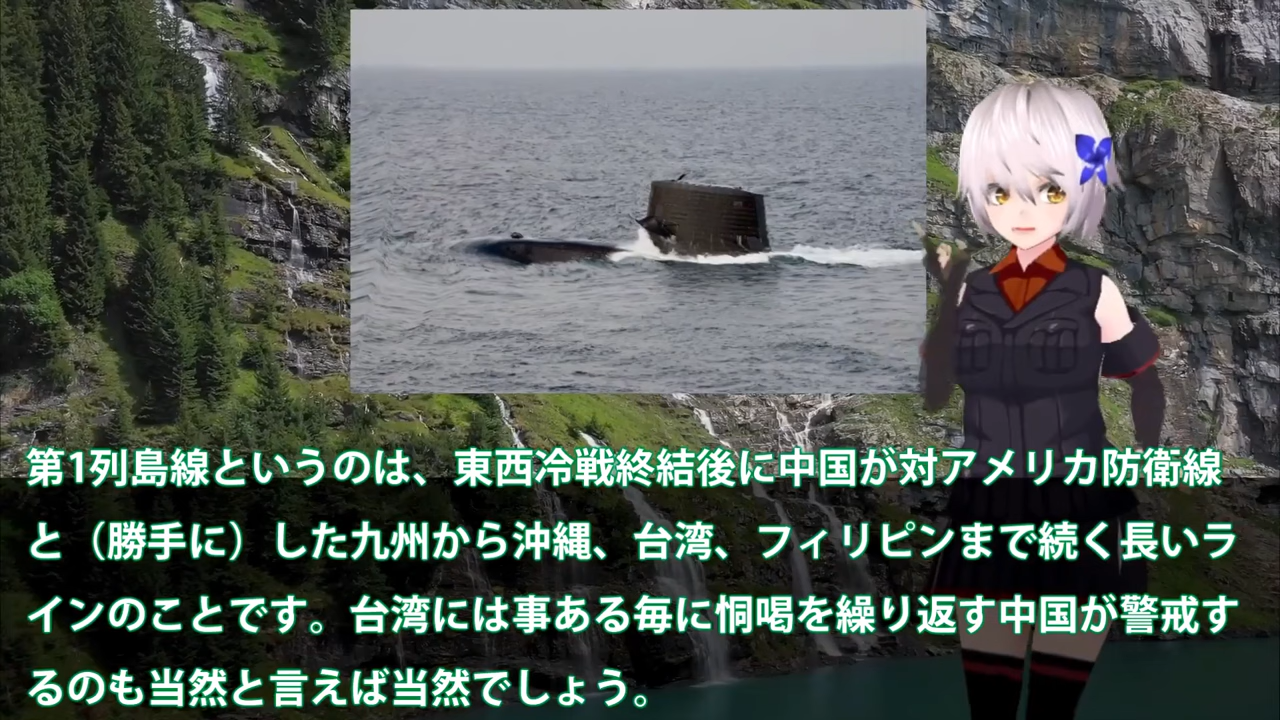 第1列島線というのは、東西冷戦終結後に中国が対アメリカ防衛線
と（勝手に）した九州から沖縄、台湾、フィリピンまで続く長いラ
インのことです。台湾には事ある毎に恫喝を繰り返す中国が警戒す
るのも当然と言えば当然でしょう。